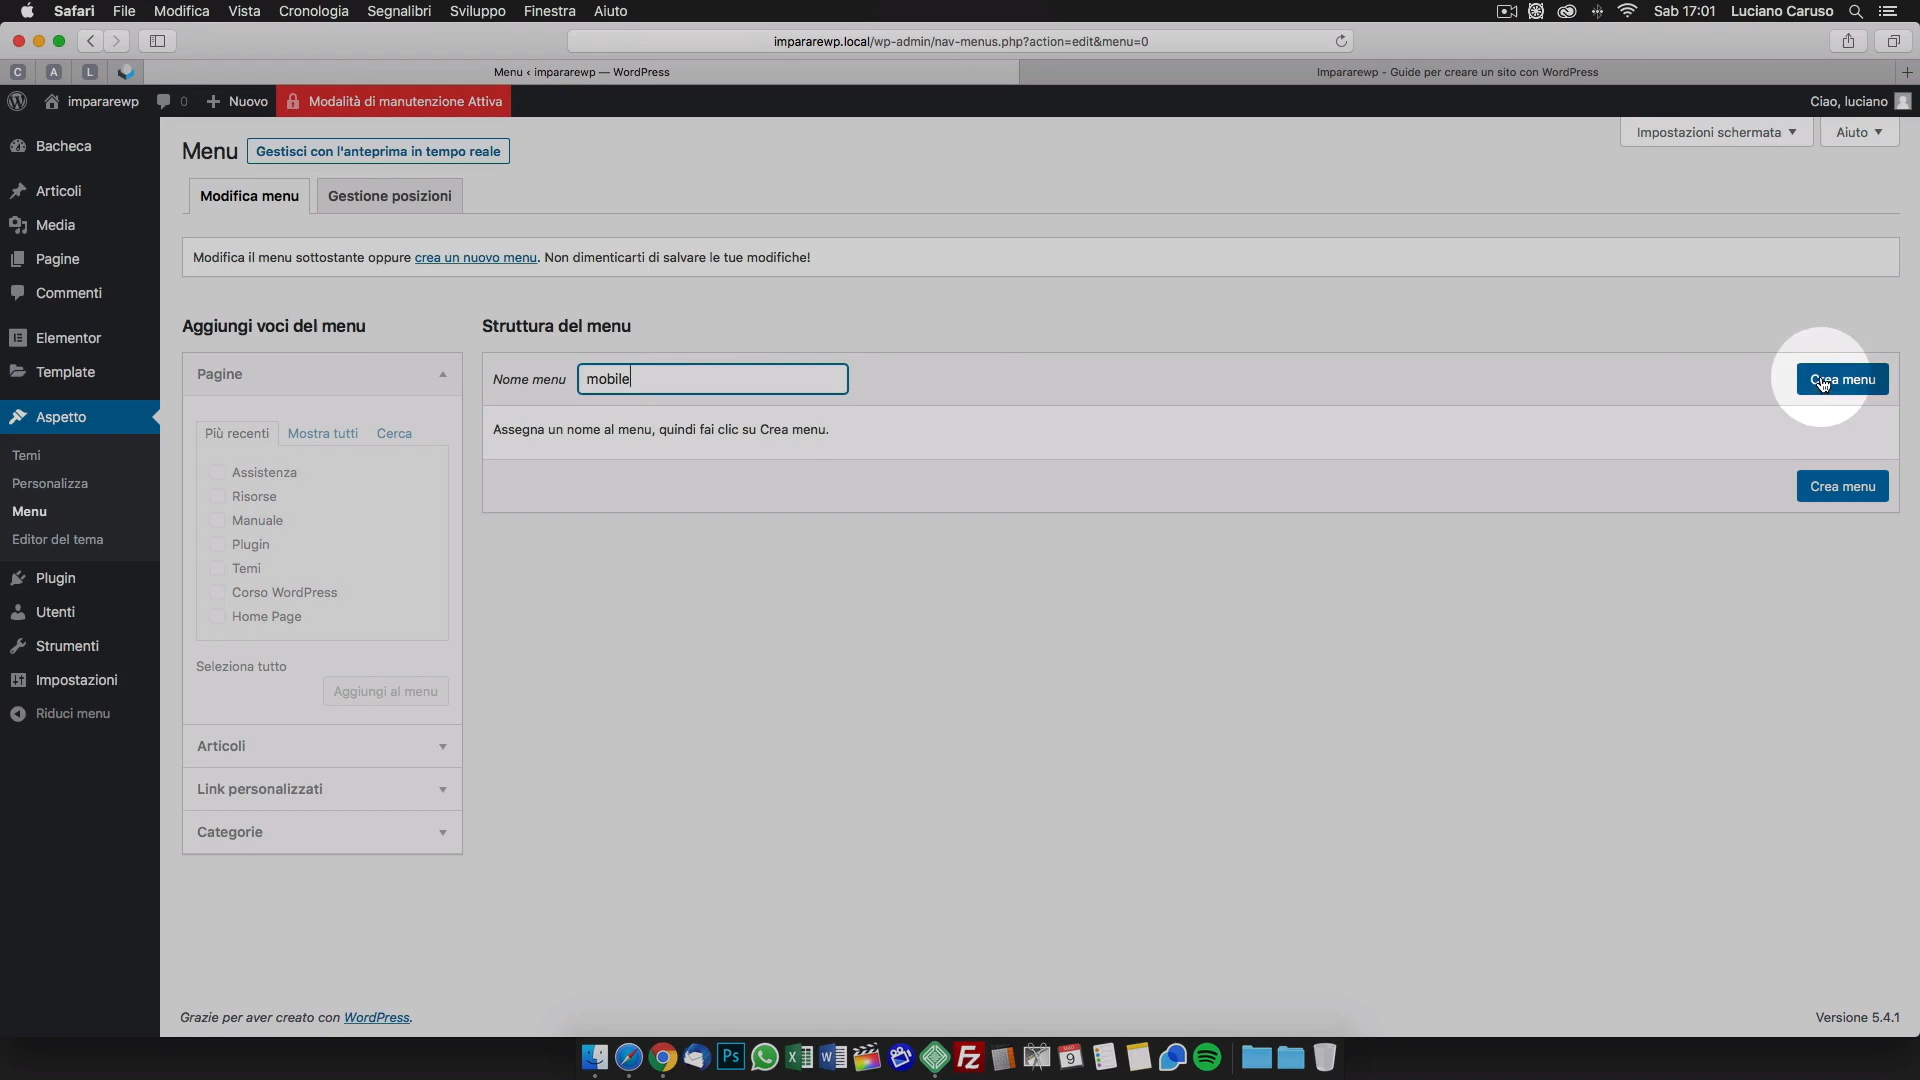 Safari File Modifica Vista Cronologia Segnalibri Sviluppo Finestra Aiuto Sab 17:01 Luciano Caruso
impararewp.local/wp-admin/nav-menus.php?action=edit&menu=0
C A L Menu ‹ impararewp — WordPress Impararewp - Guide per creare un sito con WordPress
impararewp 0 Nuovo Modalità di manutenzione Attiva Ciao, luciano
Impostazioni schermata Aiuto
Bacheca
Articoli
Media
Pagine
Commenti
Elementor
Template
Aspetto
Temi
Personalizza
Menu
Editor del tema
Plugin
Utenti
Strumenti
Impostazioni
Riduci menu
Menu Gestisci con l'anteprima in tempo reale
Modifica menu Gestione posizioni
Modifica il menu sottostante oppure crea un nuovo menu. Non dimenticarti di salvare le tue modifiche!
Aggiungi voci del menu
Pagine
Più recenti Mostra tutti Cerca
Assistenza
Risorse
Manuale
Plugin
Temi
Corso WordPress
Home Page
Seleziona tutto
Aggiungi al menu
Articoli
Link personalizzati
Categorie
Struttura del menu
Nome menu mobile Crea menu
Assegna un nome al menu, quindi fai clic su Crea menu.
Crea menu
Grazie per aver creato con WordPress. Versione 5.4.1
Ps
Fz
9